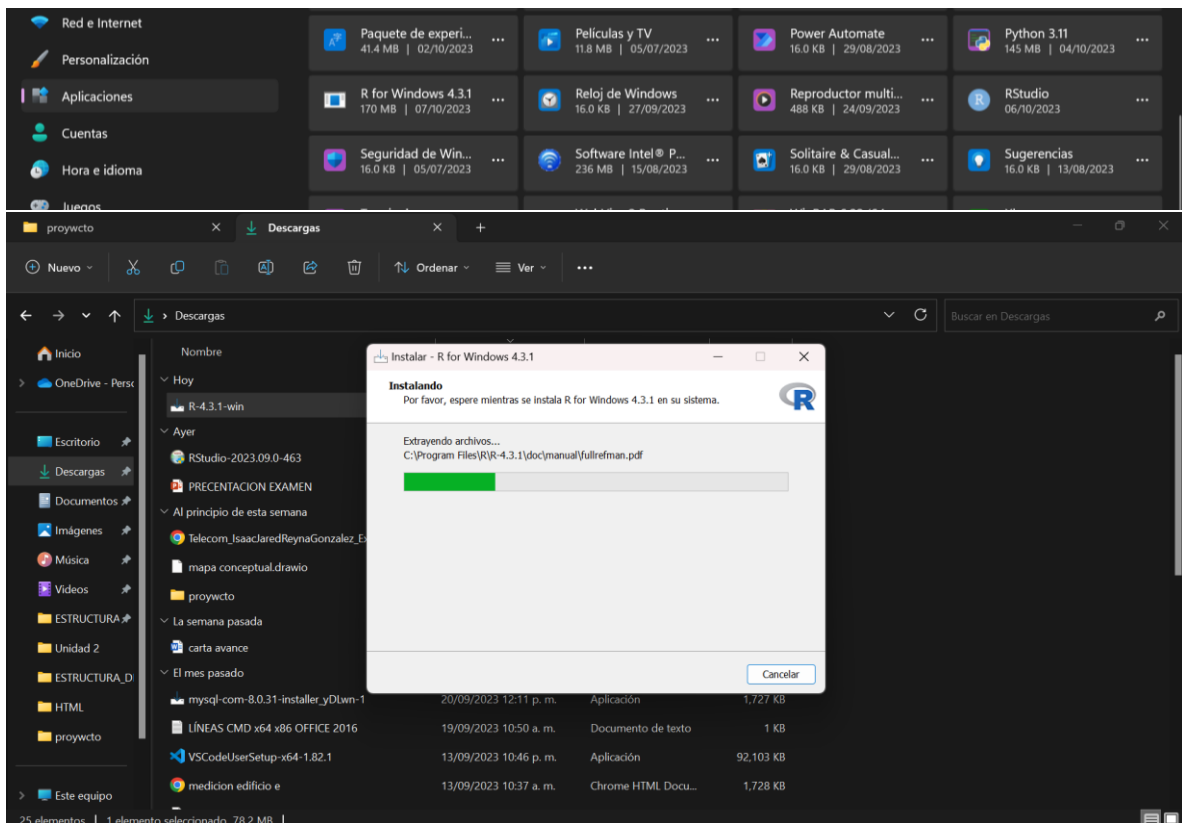 Red e Internet
Personalización
Aplicaciones
Cuentas
Hora e idioma
Juegos
Paquete de experi...
41.4 MB | 02/10/2023
Películas y TV
11.8 MB | 05/07/2023
Power Automate
16.0 KB | 29/08/2023
Python 3.11
145 MB | 04/10/2023
R for Windows 4.3.1
170 MB | 07/10/2023
Reloj de Windows
16.0 KB | 27/09/2023
Reproductor multi...
488 KB | 24/09/2023
RStudio
06/10/2023
Seguridad de Win...
16.0 KB | 05/07/2023
Software Intel® P...
236 MB | 15/08/2023
Solitaire & Casual...
16.0 KB | 29/08/2023
Sugerencias
16.0 KB | 13/08/2023
proywcto
Descargas
Nuevo
Ordenar
Ver
Descargas
Buscar en Descargas
Inicio
OneDrive - Perso
Escritorio
Descargas
Documentos
Imágenes
Música
Videos
ESTRUCTURA
Unidad 2
ESTRUCTURA_D
HTML
proywcto
Este equipo
Nombre
Hoy
R-4.3.1-win
Ayer
RStudio-2023.09.0-463
PRECENTACION EXAMEN
Al principio de esta semana
Telecom_IsaacJaredReynaGonzalez_Ex
mapa conceptual.drawio
proywcto
La semana pasada
carta avance
El mes pasado
mysql-com-8.0.31-installer_yDLwn-1 20/09/2023 12:11 p. m. Aplicación 1,727 KB
LÍNEAS CMD x64 x86 OFFICE 2016 19/09/2023 10:50 a. m. Documento de texto 1 KB
VSCodeUserSetup-x64-1.82.1 13/09/2023 10:46 p. m. Aplicación 92,103 KB
medicion edificio e 13/09/2023 10:37 a. m. Chrome HTML Docu... 1,728 KB
Instalar - R for Windows 4.3.1
Instalando
Por favor, espere mientras se instala R for Windows 4.3.1 en su sistema.
R
Extrayendo archivos...
C:\Program Files\R\R-4.3.1\doc\manual\fullrefman.pdf
Cancelar
25 elementos | 1 elemento seleccionado 78.2 MB |